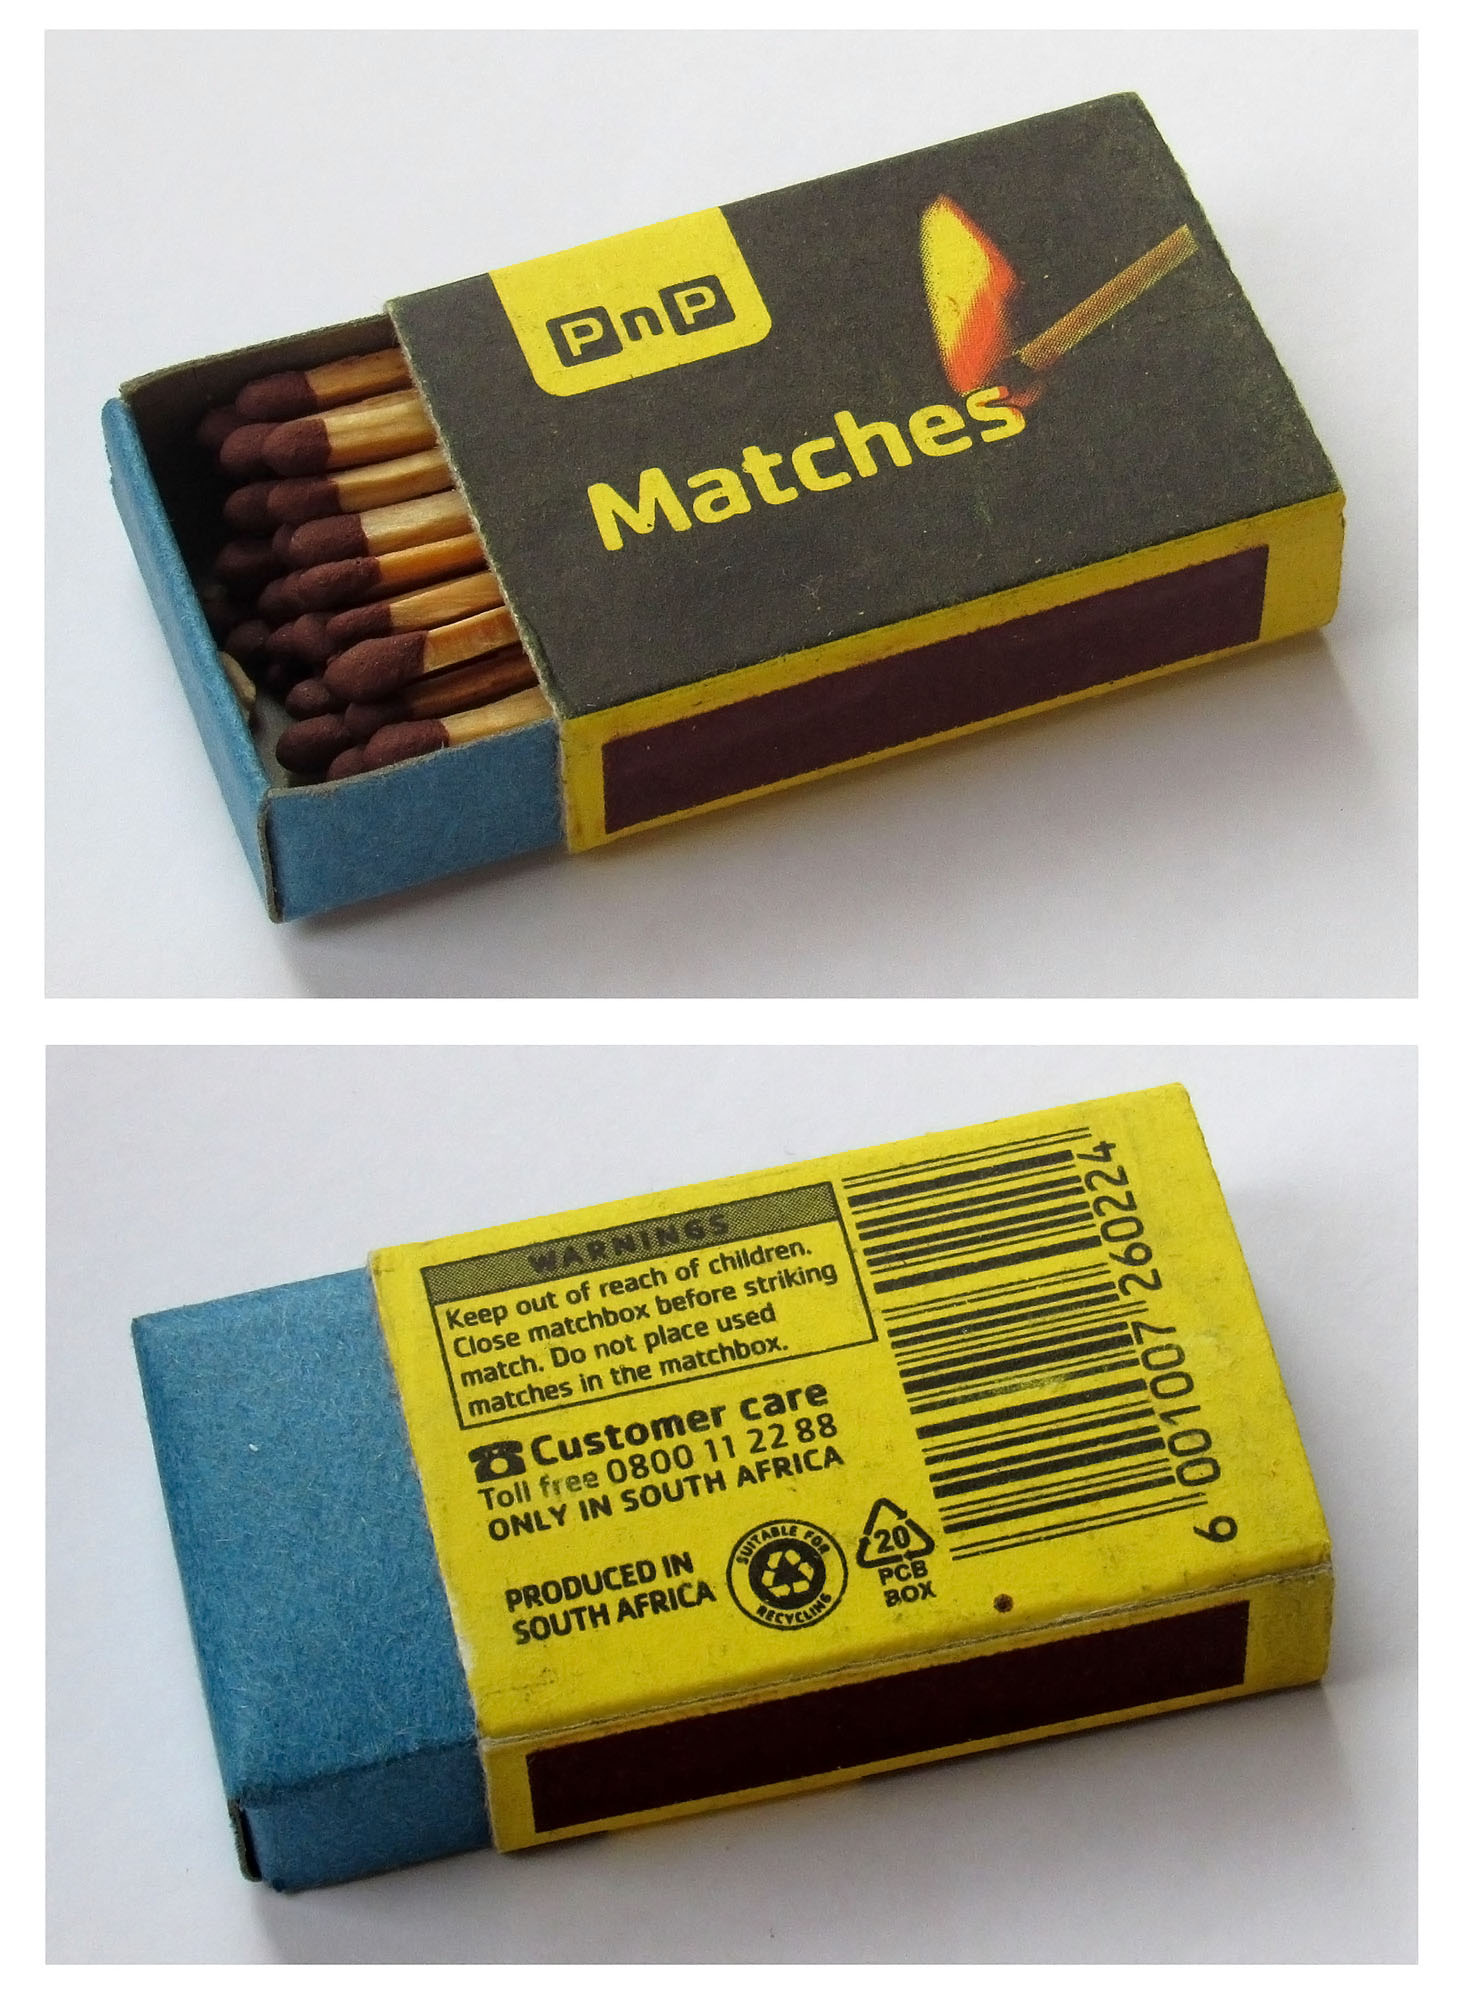 PnP
Matches
WARNINGS
Keep out of reach of children.
Close matchbox before striking
match. Do not place used
matches in the matchbox.
Customer care
Toll free 0800 11 22 88
ONLY IN SOUTH AFRICA
PRODUCED IN
SOUTH AFRICA
SUITABLE FOR
RECYCLING
20
PCB
BOX
6 001007 260224